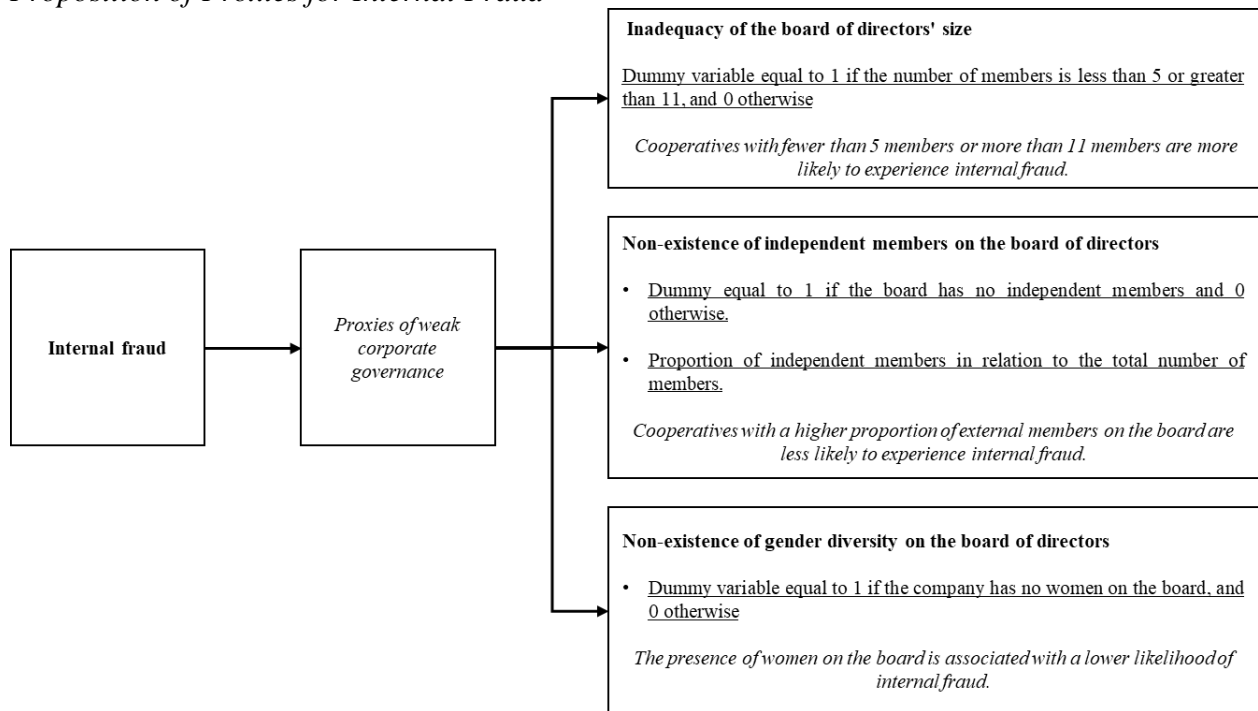 Proposition of Proxies for Internal Fraud
Inadequacy of the board of directors' size
Dummy variable equal to 1 if the number of members is less than 5 or greater
than 11, and 0 otherwise
Cooperatives with fewer than 5 members or more than 11 members are more
likely to experience internal fraud.
Internal fraud
Proxies of weak
corporate
governance
Non-existence of independent members on the board of directors
• Dummy equal to 1 if the board has no independent members and 0
otherwise.
• Proportion of independent members in relation to the total number of
members.
Cooperatives with a higher proportion of external members on the board are
less likely to experience internal fraud.
Non-existence of gender diversity on the board of directors
• Dummy variable equal to 1 if the company has no women on the board, and
0 otherwise
The presence of women on the board is associated with a lower likelihood of
internal fraud.